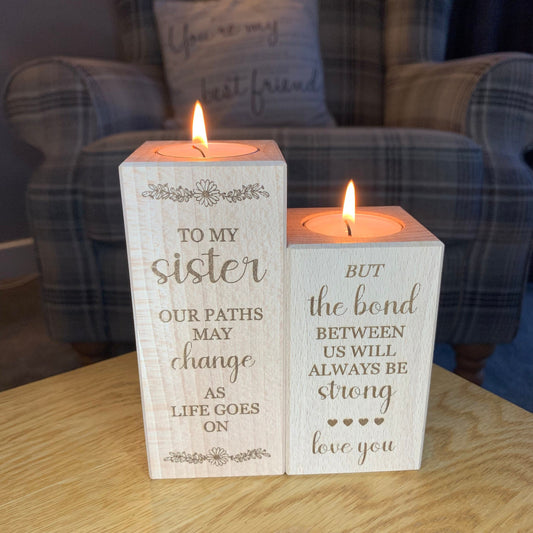 You're my
best friend
TO MY
sister
OUR PATHS
MAY
change
AS
LIFE GOES
ON
BUT
the bond
BETWEEN
US WILL
ALWAYS BE
strong
love you